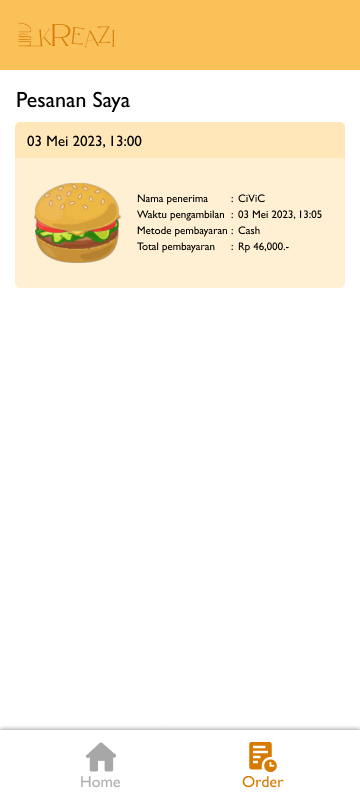 KREAZI
Pesanan Saya
03 Mei 2023, 13:00
Nama penerima : CiViC
Waktu pengambilan : 03 Mei 2023, 13:05
Metode pembayaran : Cash
Total pembayaran : Rp 46,000.-
Home
Order